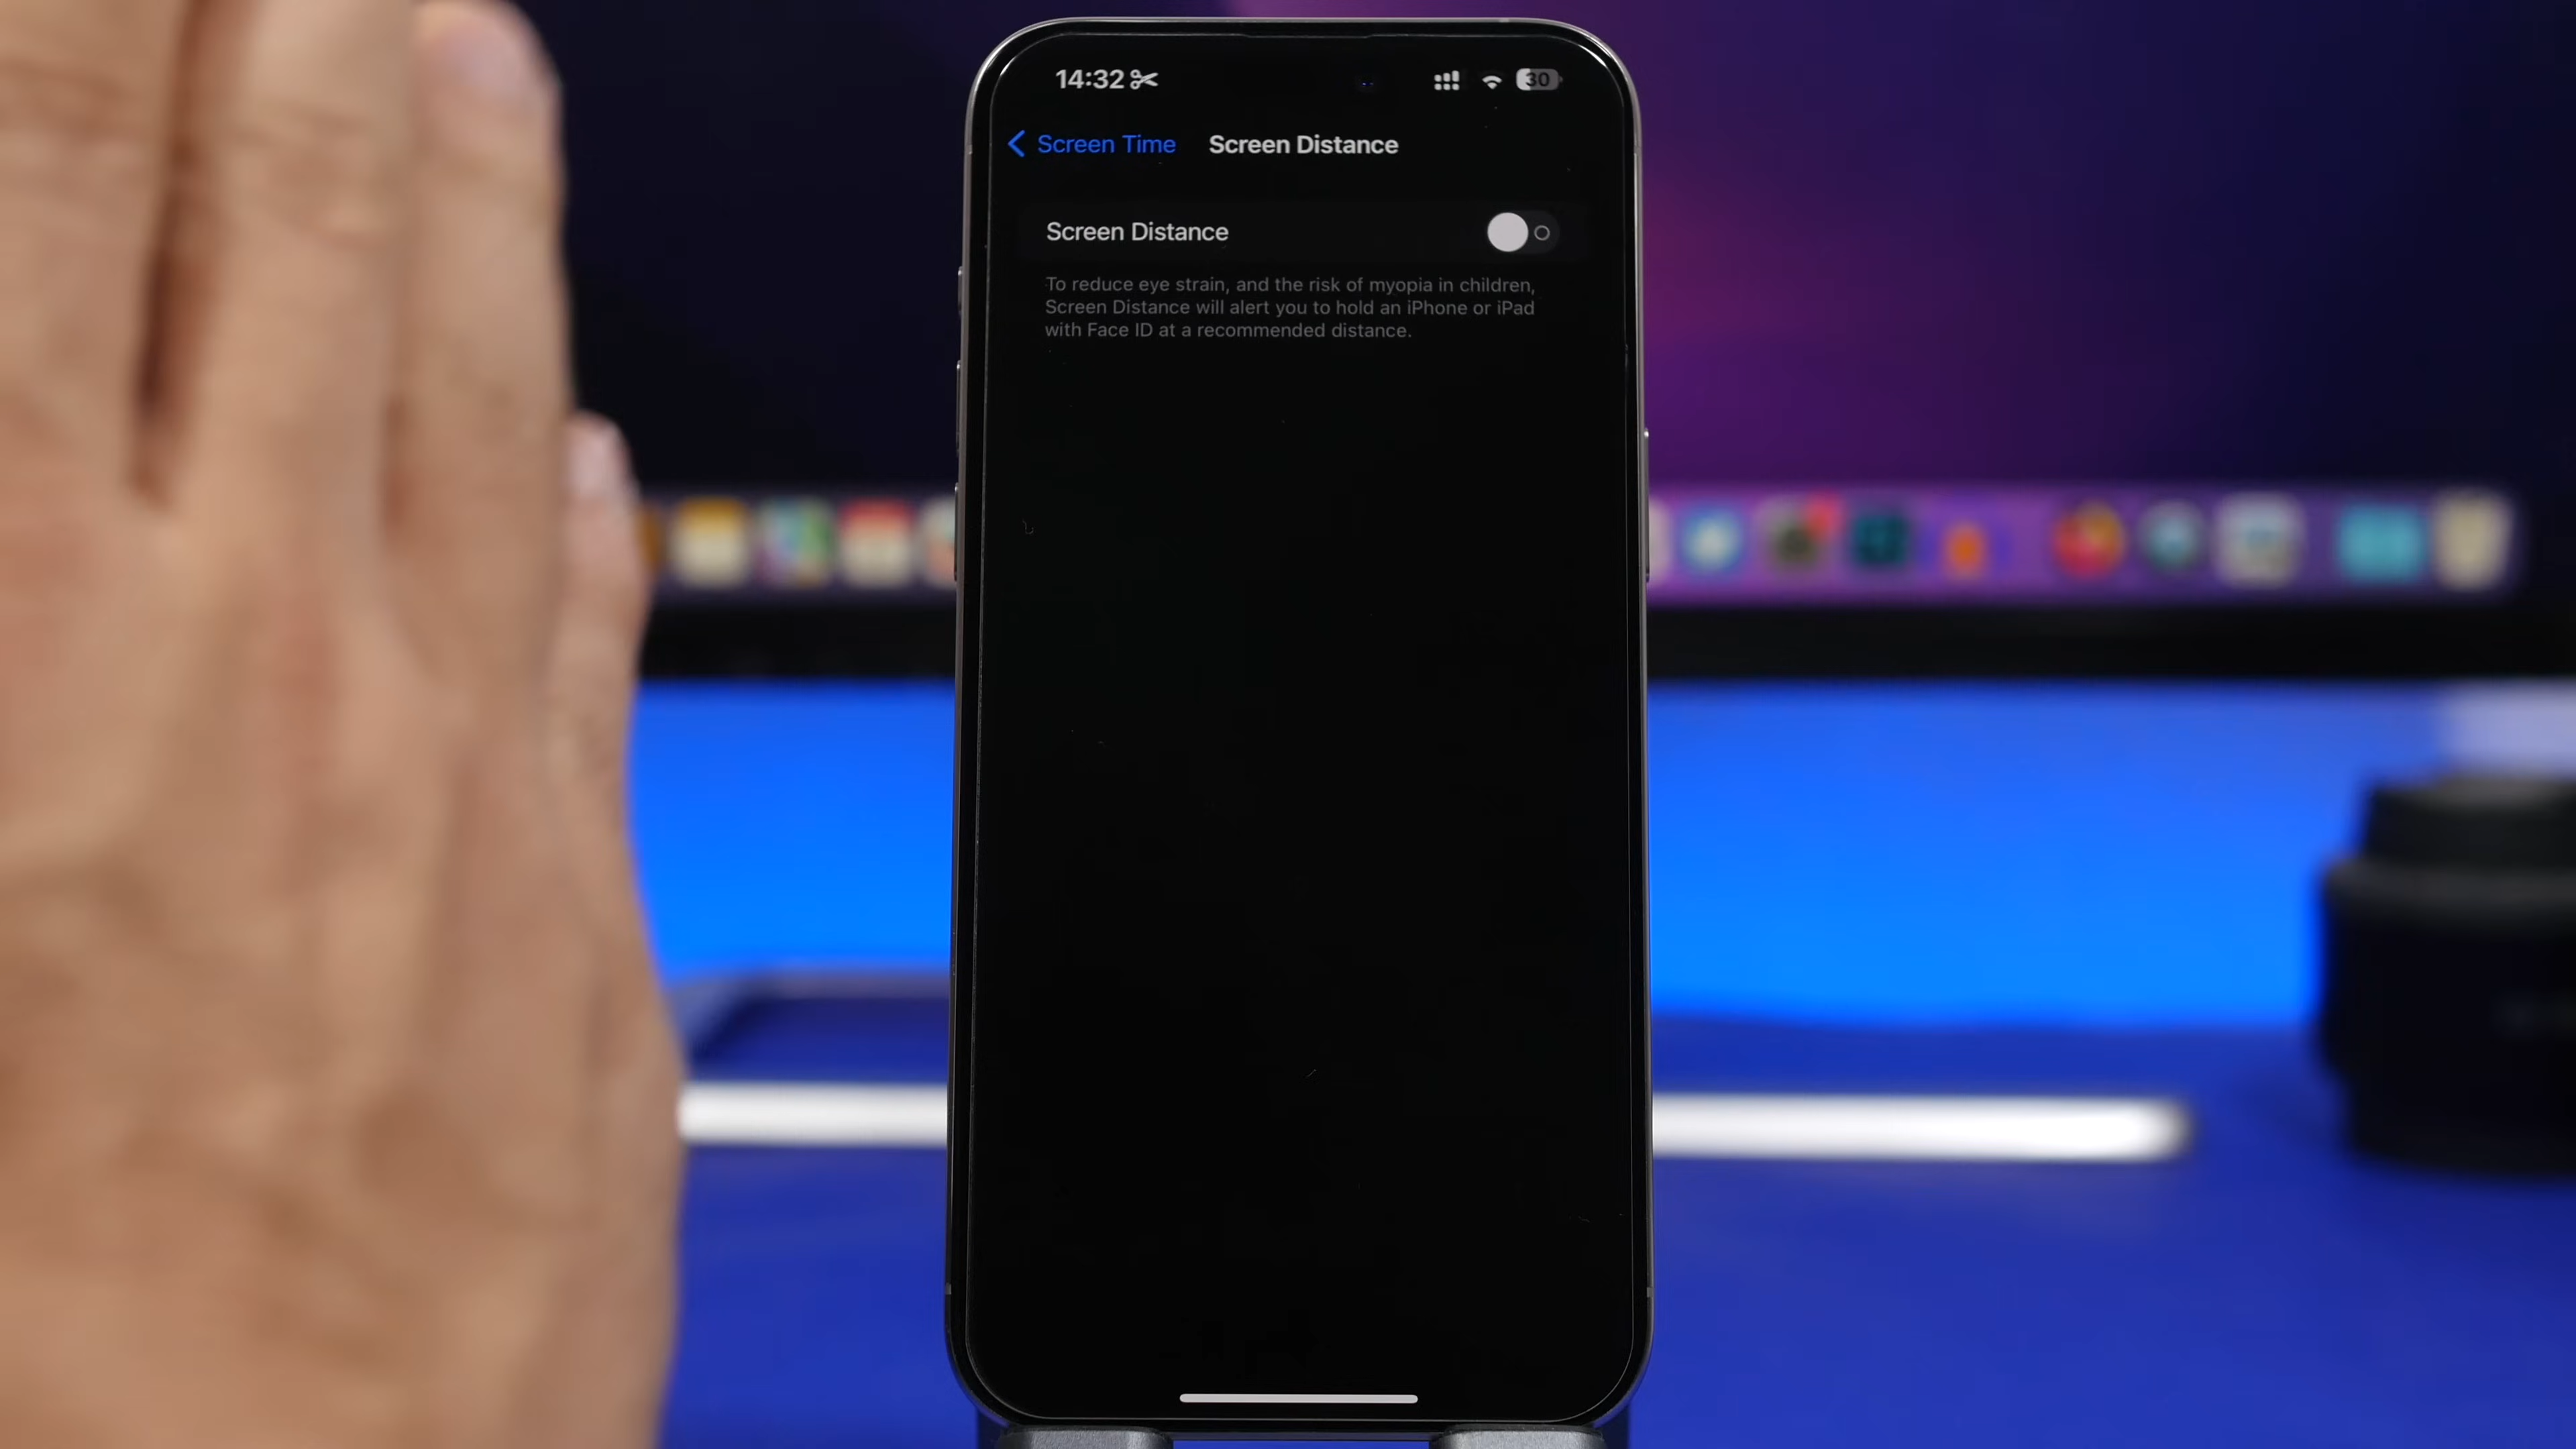 14:32
30
Screen Time
Screen Distance
Screen Distance
To reduce eye strain, and the risk of myopia in children,
Screen Distance will alert you to hold an iPhone or iPad
with Face ID at a recommended distance.